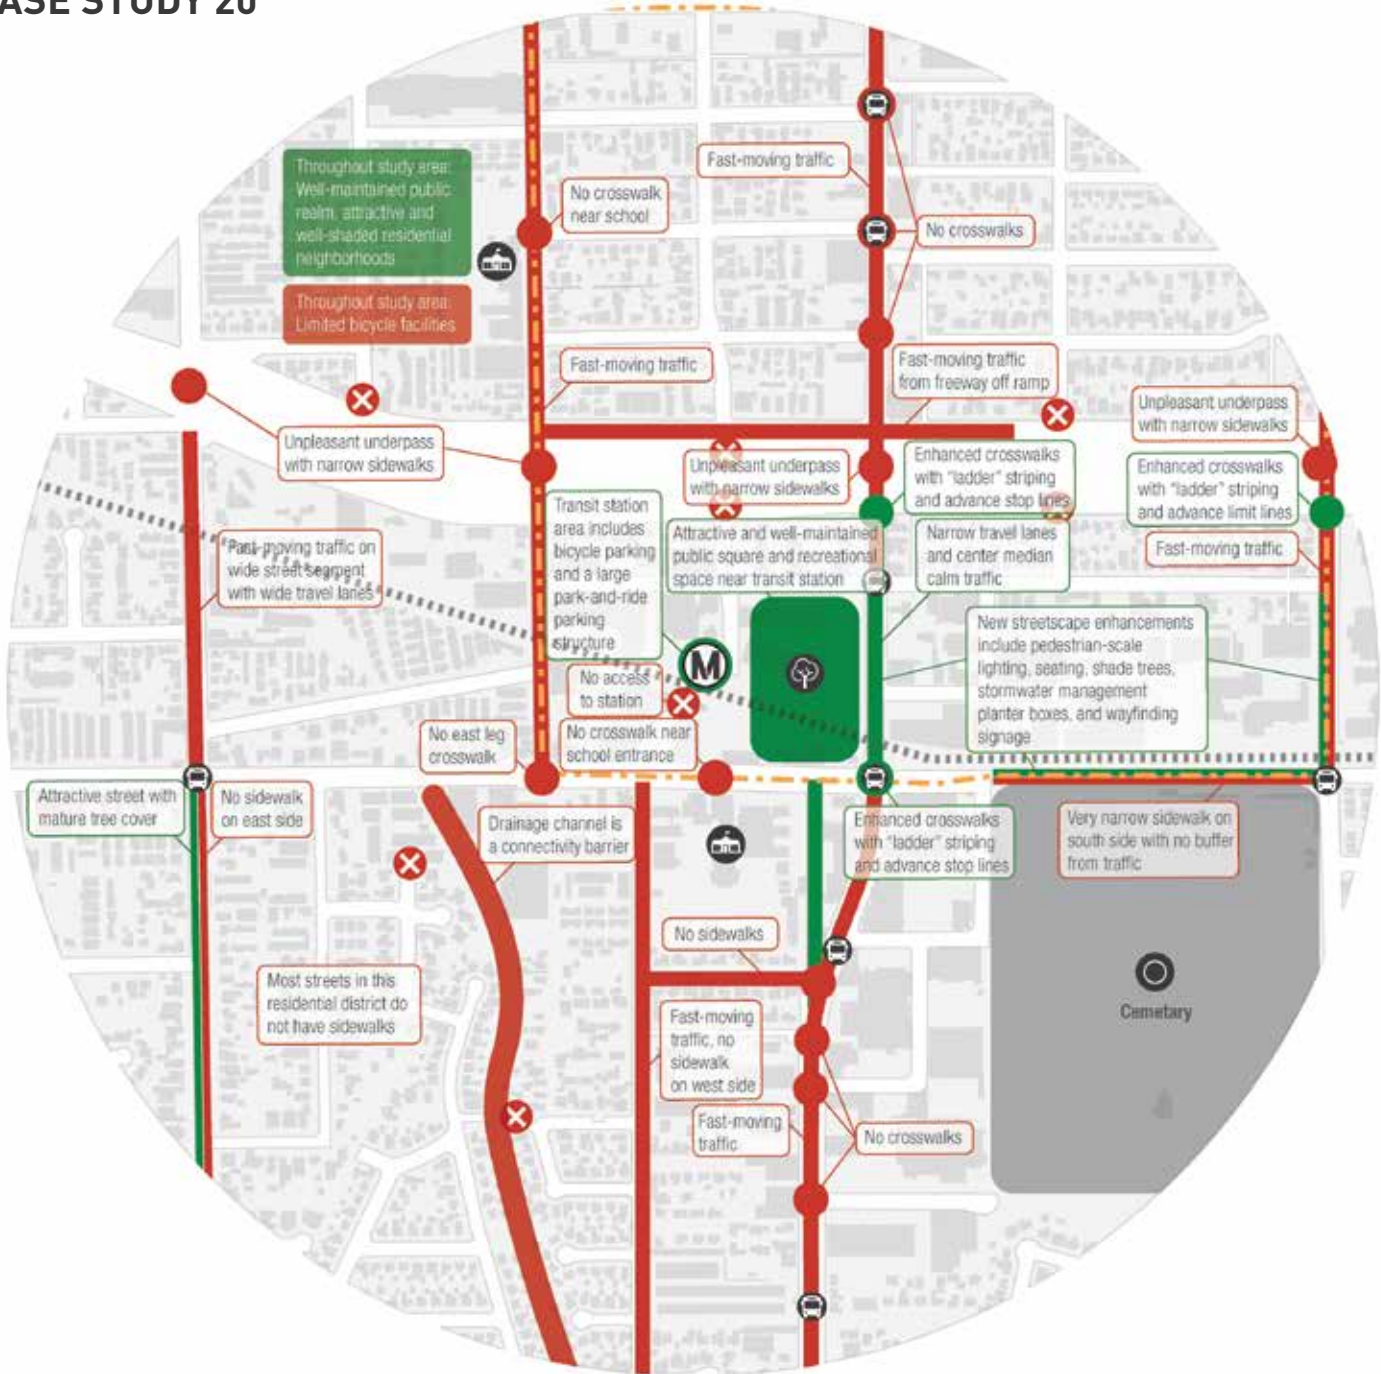 ASE STUDY 20
Throughout study area:
Well-maintained public
realm, attractive and
well-shaded residential
neighborhoods
Throughout study area:
Limited bicycle facilities
No crosswalk
near school
Fast-moving traffic
No crosswalks
Fast-moving traffic
Fast-moving traffic
from freeway off ramp
Unpleasant underpass
with narrow sidewalks
Unpleasant underpass
with narrow sidewalks
Unpleasant underpass
with narrow sidewalks
Enhanced crosswalks
with "ladder" striping
and advance stop lines
Enhanced crosswalks
with "ladder" striping
and advance limit lines
Fast-moving traffic
Transit station
area includes
bicycle parking
and a large
park-and-ride
parking
structure
Attractive and well-maintained
public square and recreational
space near transit station
Narrow travel lanes
and center median
calm traffic
Fast-moving traffic on
wide street segment
with wide travel lanes
New streetscape enhancements
include pedestrian-scale
lighting, seating, shade trees,
stormwater management
planter boxes, and wayfinding
signage
M
No access
to station
No east leg
crosswalk
No crosswalk near
school entrance
Attractive street with
mature tree cover
No sidewalk
on east side
Drainage channel is
a connectivity barrier
Enhanced crosswalks
with "ladder" striping
and advance stop lines
Very narrow sidewalk on
south side with no buffer
from traffic
No sidewalks
Most streets in this
residential district do
not have sidewalks
Fast-moving
traffic, no
sidewalk
on west side
Cemetary
Fast-moving
traffic
No crosswalks